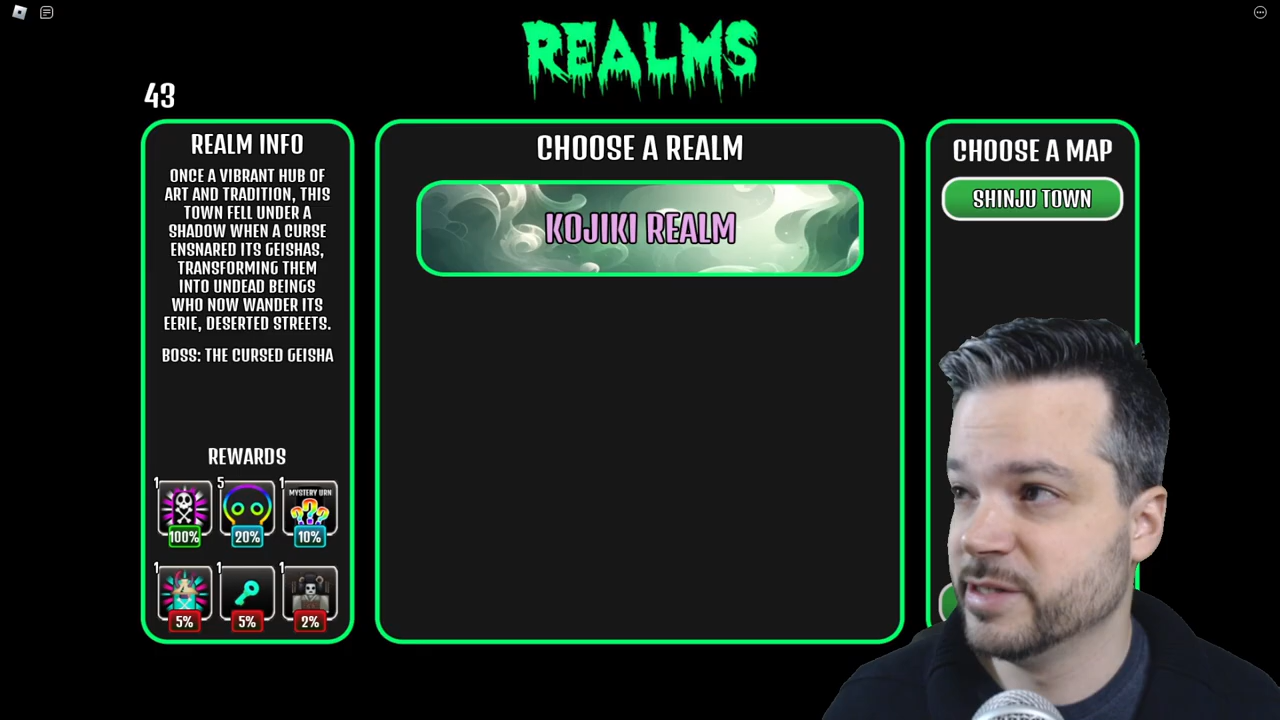 REALMS
43
REALM INFO
ONCE A VIBRANT HUB OF
ART AND TRADITION, THIS
TOWN FELL UNDER A
SHADOW WHEN A CURSE
ENSNARED ITS GEISHAS,
TRANSFORMING THEM
INTO UNDEAD BEINGS
WHO NOW WANDER ITS
EERIE, DESERTED STREETS.
BOSS: THE CURSED GEISHA
REWARDS
1 5 1
MYSTERY URN
???
100% 20% 10%
1 1 1
5% 5% 2%
CHOOSE A REALM
KOJIKI REALM
CHOOSE A MAP
SHINJU TOWN